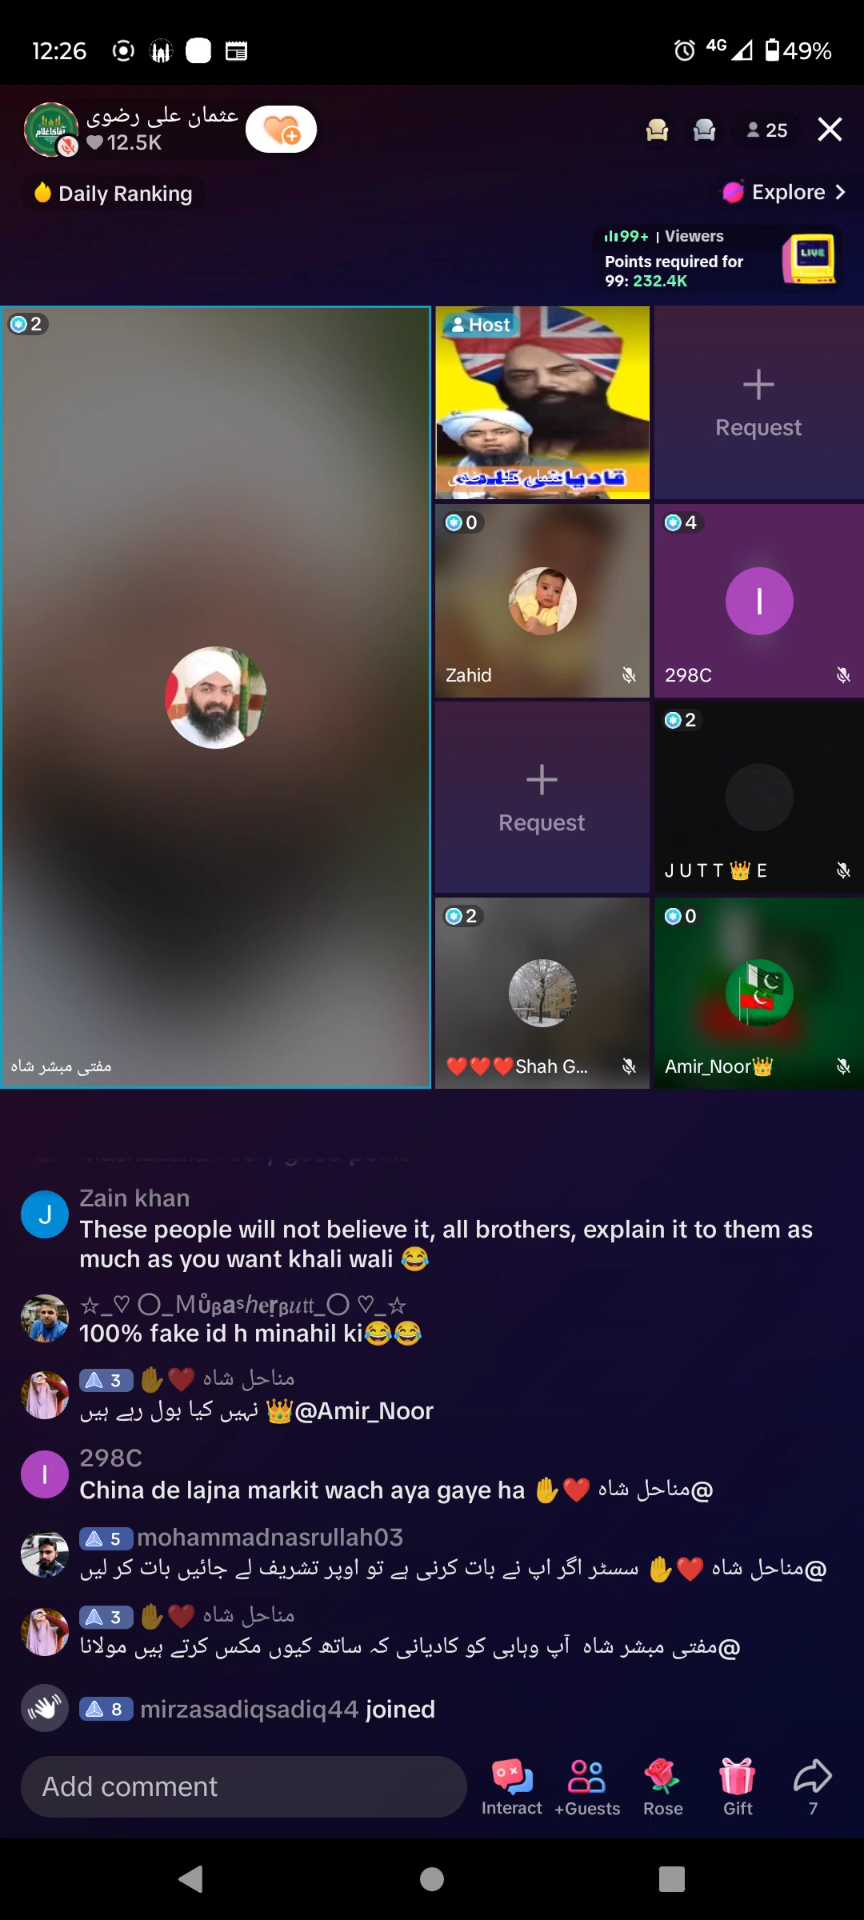 12:26
4G
49%
عثمان علی رضوی
12.5K
25
Daily Ranking
Explore
99+ | Viewers
Points required for
99: 232.4K
LIVE
2
Host
Request
0
4
I
Zahid
298C
2
Request
J U T T 👑 E
2
0
مفتی مبشر شاہ
❤️❤️❤️Shah G...
Amir_Noor👑
J
Zain khan
These people will not believe it, all brothers, explain it to them as
much as you want khali wali 😂
☆_♡ ◯_Můᵦaˢℎeṛᵦutt_◯ ♡_☆
100% fake id h minahil ki😂😂
3 ✋❤️ مناحل شاہ
نہیں کیا بول رہے ہیں 👑@Amir_Noor
I
298C
China de lajna markit wach aya gaye ha ✋❤️ مناحل شاہ@
5 mohammadnasrullah03
@مناحل شاہ ❤️✋ سسٹر اگر اپ نے بات کرنی ہے تو اوپر تشریف لے جائیں بات کر لیں
3 ✋❤️ مناحل شاہ
@مفتی مبشر شاہ آپ وہابی کو کادیانی کہ ساتھ کیوں مکس کرتے ہیں مولانا
8 mirzasadiqsadiq44 joined
Add comment
Interact
+Guests
Rose
Gift
7